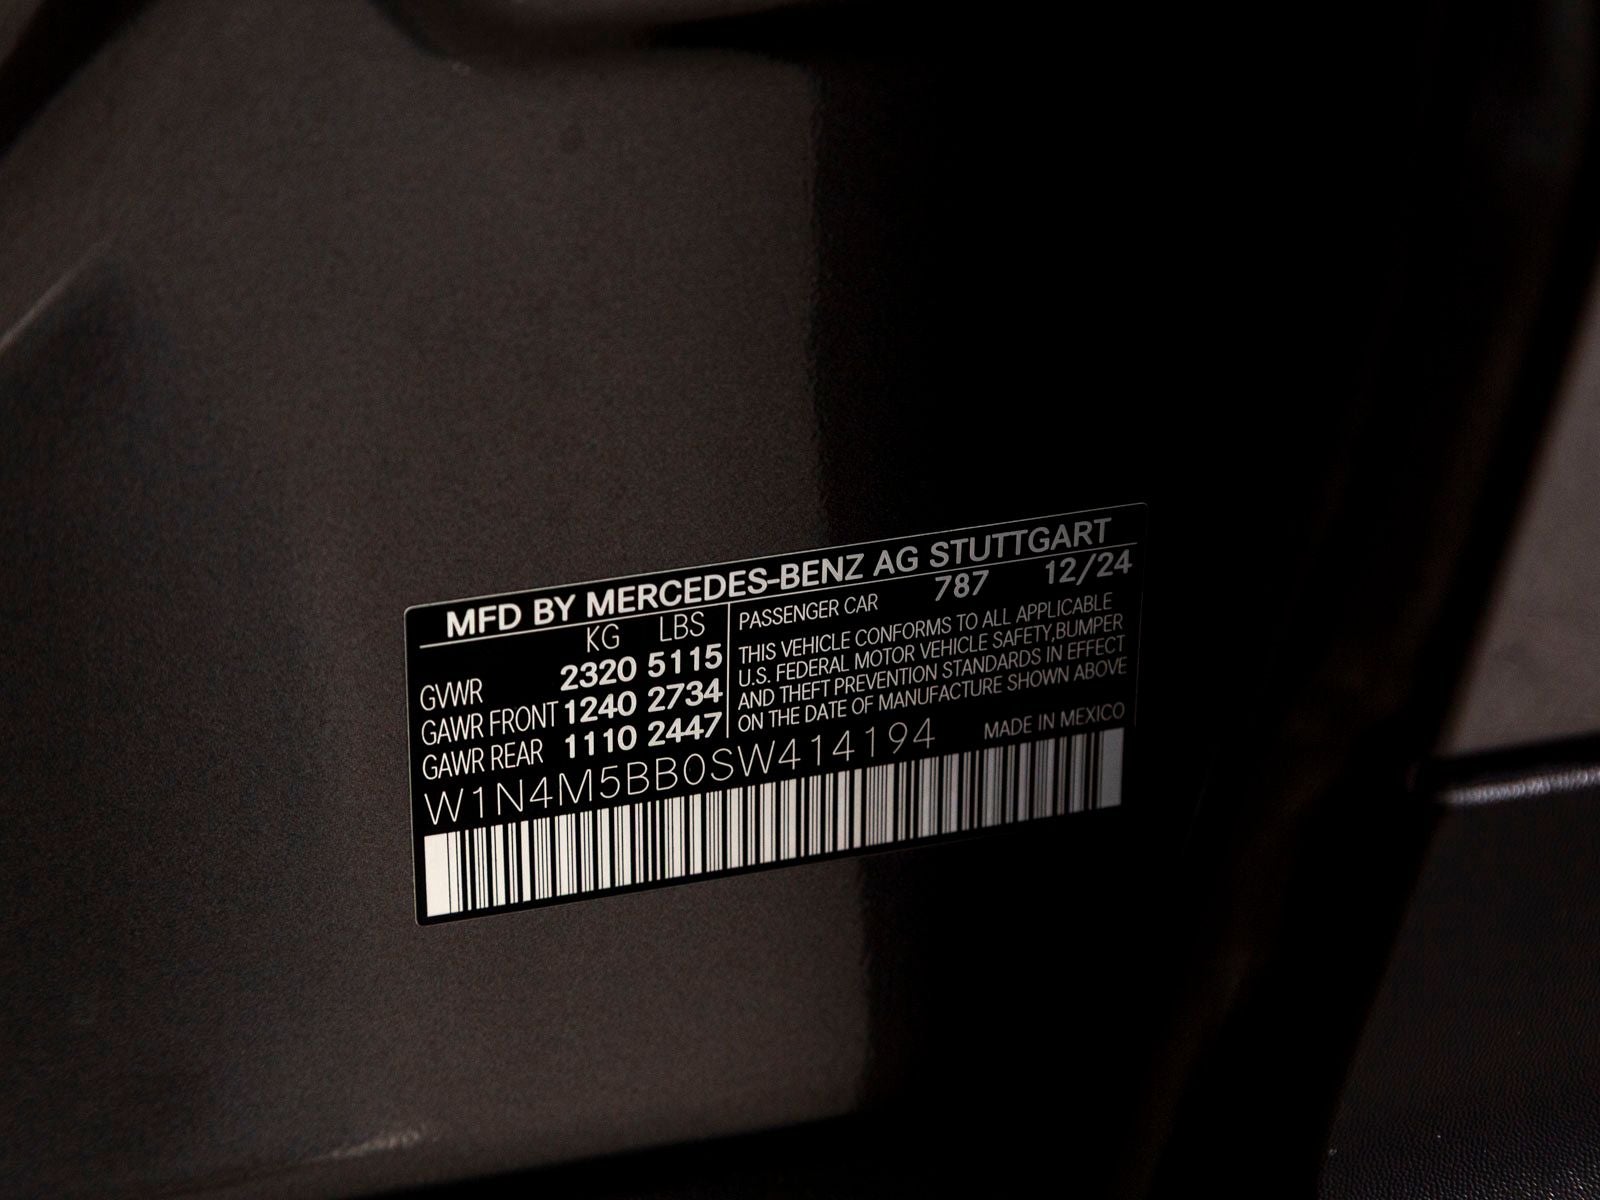 MFD BY MERCEDES-BENZ AG STUTTGART
KG LBS
GVWR 2320 5115
GAWR FRONT 1240 2734
GAWR REAR 1110 2447
PASSENGER CAR 787 12/24
THIS VEHICLE CONFORMS TO ALL APPLICABLE
U.S. FEDERAL MOTOR VEHICLE SAFETY,BUMPER
AND THEFT PREVENTION STANDARDS IN EFFECT
ON THE DATE OF MANUFACTURE SHOWN ABOVE
W1N4M5BB0SW414194 MADE IN MEXICO